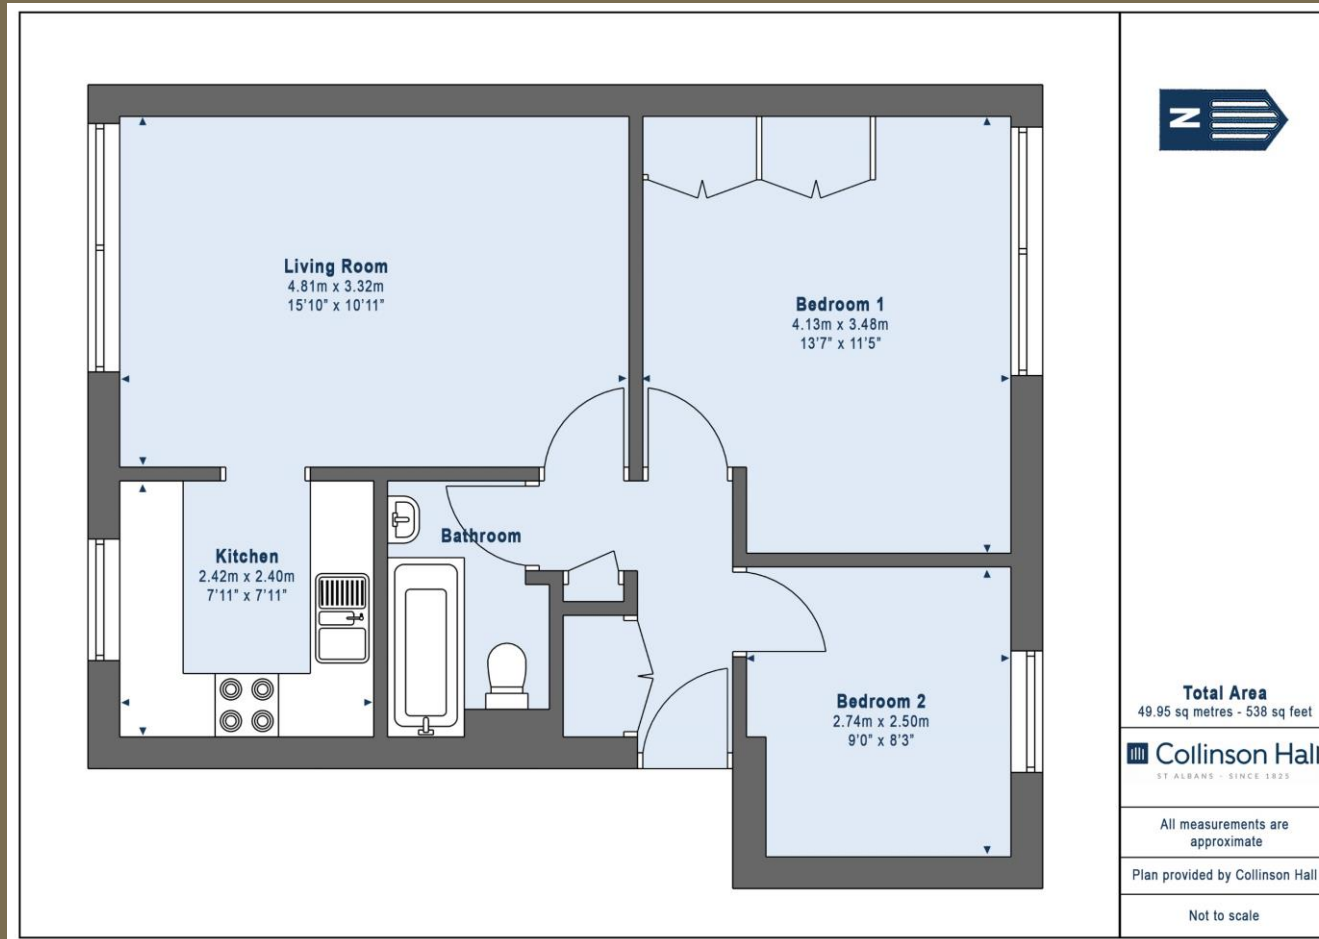 Living Room
4.81m x 3.32m
15'10" x 10'11"
Bedroom 1
4.13m x 3.48m
13'7" x 11'5"
Kitchen
2.42m x 2.40m
7'11" x 7'11"
Bathroom
Bedroom 2
2.74m x 2.50m
9'0" x 8'3"
N
Total Area
49.95 sq metres - 538 sq feet
Collinson Hall
ST ALBANS - SINCE 1825
All measurements are
approximate
Plan provided by Collinson Hall
Not to scale